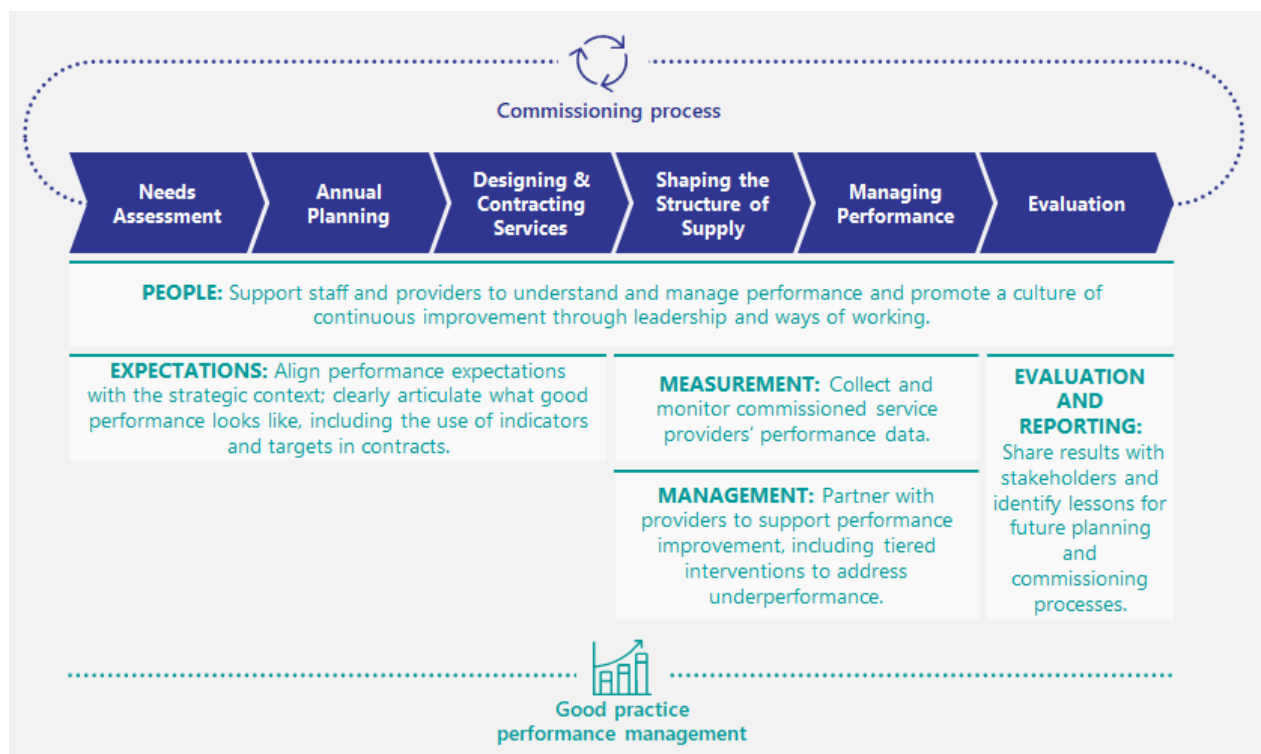 Commissioning process
Needs
Assessment
Annual
Planning
Designing &
Contracting
Services
Shaping the
Structure of
Supply
Managing
Performance
Evaluation
PEOPLE: Support staff and providers to understand and manage performance and promote a culture of
continuous improvement through leadership and ways of working.
EXPECTATIONS: Align performance expectations
with the strategic context; clearly articulate what good
performance looks like, including the use of indicators
and targets in contracts.
MEASUREMENT: Collect and
monitor commissioned service
providers’ performance data.
MANAGEMENT: Partner with
providers to support performance
improvement, including tiered
interventions to address
underperformance.
EVALUATION
AND
REPORTING:
Share results with
stakeholders and
identify lessons for
future planning
and
commissioning
processes.
Good practice
performance management